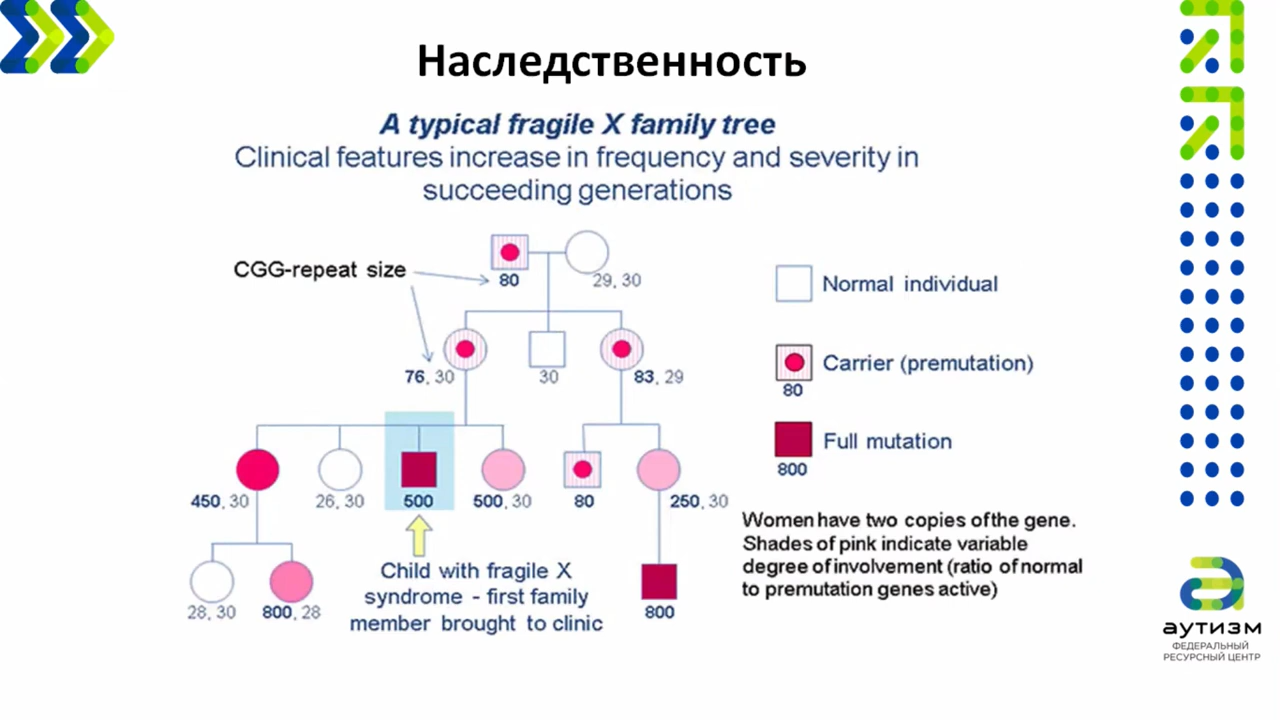 Наследственность
A typical fragile X family tree
Clinical features increase in frequency and severity in
succeeding generations
CGG-repeat size
80
29, 30
76, 30
30
83, 29
450, 30
26, 30
500
500, 30
80
250, 30
28, 30
800, 28
Child with fragile X
syndrome - first family
member brought to clinic
800
Normal individual
Carrier (premutation)
80
Full mutation
800
Women have two copies of the gene.
Shades of pink indicate variable
degree of involvement (ratio of normal
to premutation genes active)
аутизм
ФЕДЕРАЛЬНЫЙ
РЕСУРСНЫЙ ЦЕНТР